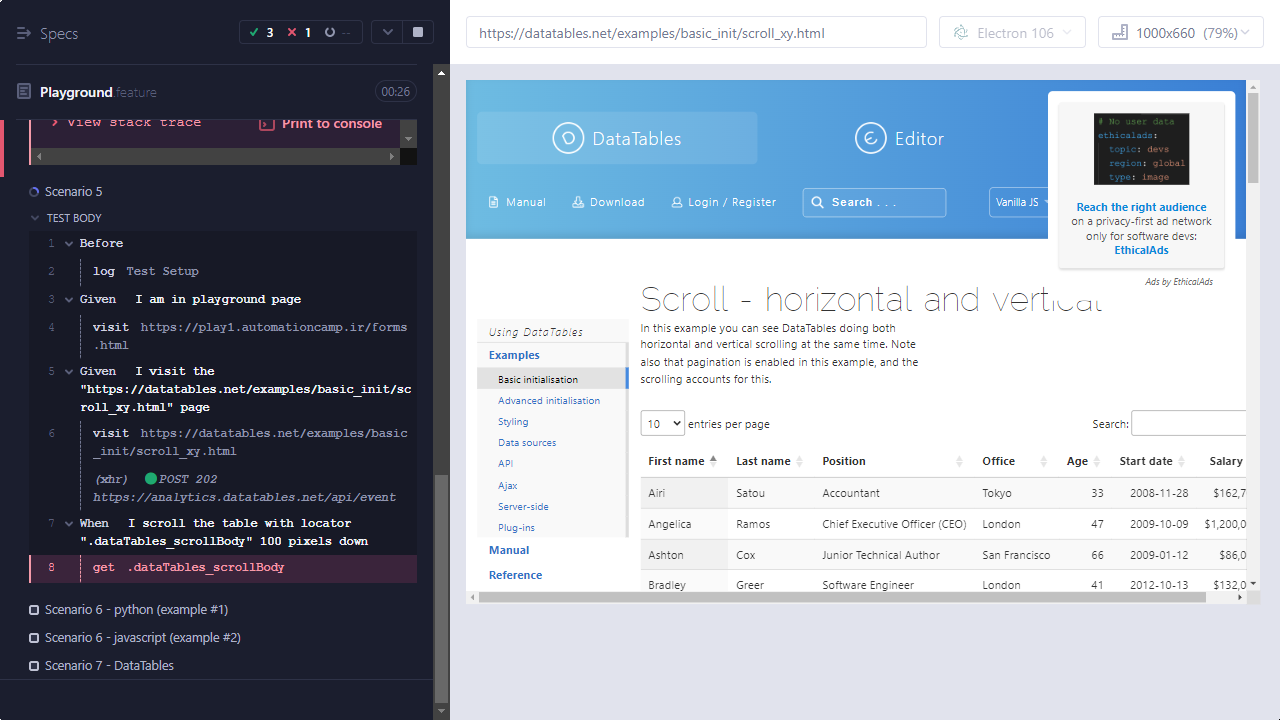 Specs
3
1
--
Playground.feature
00:26
View stack trace
Print to console
Scenario 5
TEST BODY
1 Before
2 log Test Setup
3 Given I am in playground page
4 visit https://play1.automationcamp.ir/forms
.html
5 Given I visit the
"https://datatables.net/examples/basic_init/sc
roll_xy.html" page
6 visit https://datatables.net/examples/basic
_init/scroll_xy.html
(xhr) POST 202
https://analytics.datatables.net/api/event
7 When I scroll the table with locator
".dataTables_scrollBody" 100 pixels down
8 get .dataTables_scrollBody
Scenario 6 - python (example #1)
Scenario 6 - javascript (example #2)
Scenario 7 - DataTables
https://datatables.net/examples/basic_init/scroll_xy.html
Electron 106
1000x660 (79%)
DataTables
Editor
Manual
Download
Login / Register
Search . . .
Vanilla JS
# No user data
ethicalads:
topic: devs
region: global
type: image
Reach the right audience
on a privacy-first ad network
only for software devs:
EthicalAds
Ads by EthicalAds
Scroll - horizontal and vertical
Using DataTables
Examples
Basic initialisation
Advanced initialisation
Styling
Data sources
API
Ajax
Server-side
Plug-ins
Manual
Reference
In this example you can see DataTables doing both
horizontal and vertical scrolling at the same time. Note
also that pagination is enabled in this example, and the
scrolling accounts for this.
10 entries per page
Search:
First name Last name Position Office Age Start date Salary
Airi Satou Accountant Tokyo 33 2008-11-28 $162,7
Angelica Ramos Chief Executive Officer (CEO) London 47 2009-10-09 $1,200,0
Ashton Cox Junior Technical Author San Francisco 66 2009-01-12 $86,0
Bradley Greer Software Engineer London 41 2012-10-13 $132,0